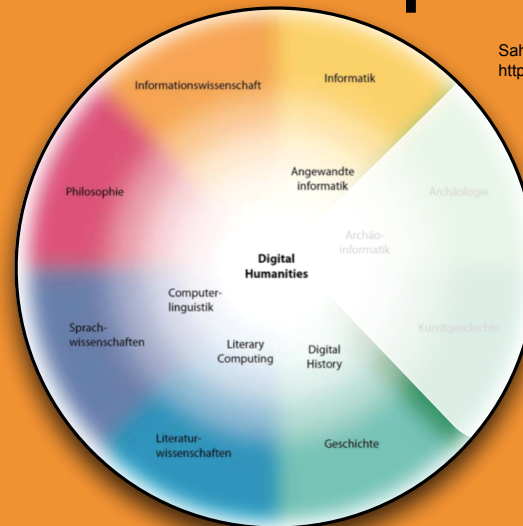 Sah
http
Informationswissenschaft
Informatik
Angewandte
informatik
Philosophie
Archäologie
Archäo-
informatik
Digital
Humanities
Computer-
linguistik
Sprach-
wissenschaften
Kunstgeschichte
Literary
Computing
Digital
History
Literatur-
wissenschaften
Geschichte